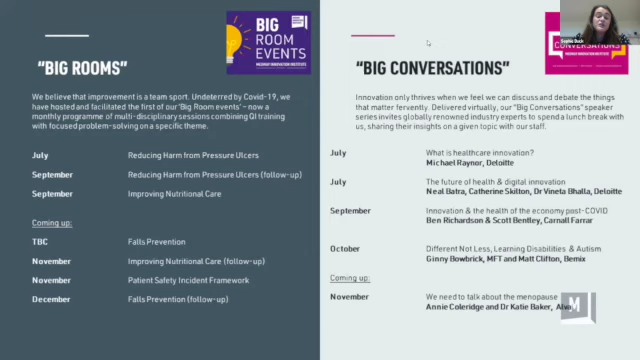 BIG
ROOM
EVENTS
MEDWAY INNOVATION INSTITUTE
"BIG ROOMS"
We believe that improvement is a team sport. Undeterred by Covid-19, we
have hosted and facilitated the first of our 'Big Room events' - now a
monthly programme of multi-disciplinary sessions combining QI training
with focused problem-solving on a specific theme.
July Reducing Harm from Pressure Ulcers
September Reducing Harm from Pressure Ulcers (follow-up)
September Improving Nutritional Care
Coming up:
TBC Falls Prevention
November Improving Nutritional Care (follow-up)
November Patient Safety Incident Framework
December Falls Prevention (follow-up)
CONVERSATIONS
MEDWAY INNOVATION INSTITUTE
"BIG CONVERSATIONS"
Innovation only thrives when we feel we can discuss and debate the things
that matter fervently. Delivered virtually, our "Big Conversations" speaker
series invites globally renowned industry experts to spend a lunch break with
us, sharing their insights on a given topic with our staff.
July What is healthcare innovation?
Michael Raynor, Deloitte
July The future of health & digital innovation
Neal Batra, Catherine Skilton, Dr Vineta Bhalla, Deloitte
September Innovation & the health of the economy post-COVID
Ben Richardson & Scott Bentley, Carnall Farrar
October Different Not Less, Learning Disabilities & Autism
Ginny Bowbrick, MFT and Matt Clifton, Bemix
Coming up:
November We need to talk about the menopause
Annie Coleridge and Dr Katie Baker, Alva
M